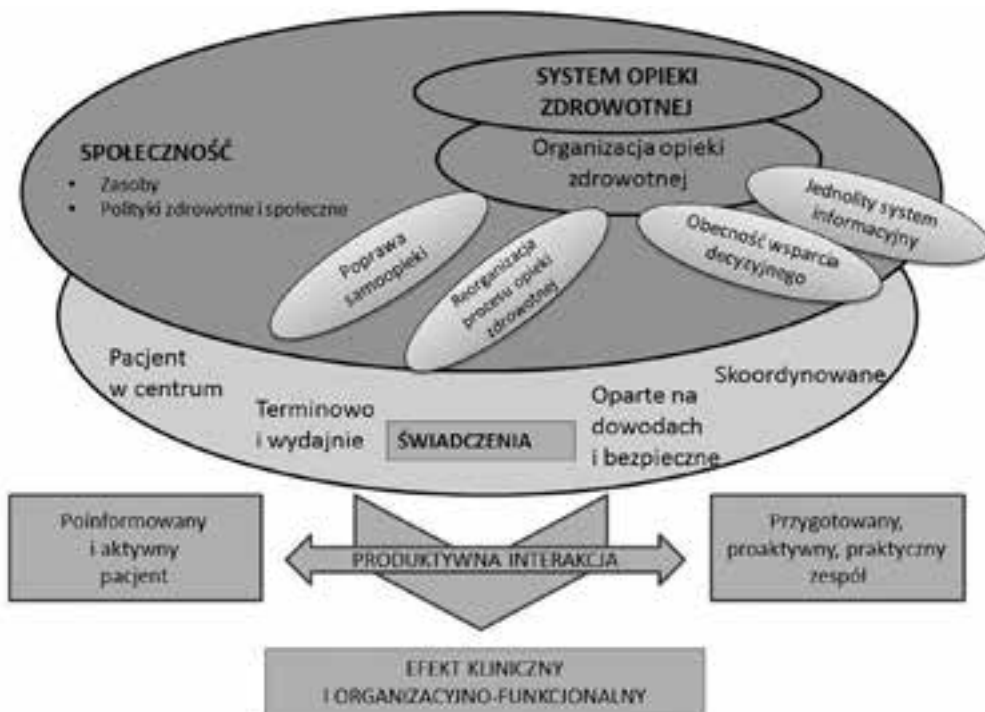 SYSTEM OPIEKI
ZDROWOTNEJ
Organizacja opieki
zdrowotnej
SPOŁECZNOŚĆ
• Zasoby
• Polityki zdrowotne i społeczne
Poprawa
samoopieki
Reorganizacja
procesu opieki
zdrowotnej
Obecność wsparcia
decyzyjnego
Jednolity system
informacyjny
Pacjent
w centrum
Terminowo
i wydajnie
ŚWIADCZENIA
Oparte na
dowodach
i bezpieczne
Skoordynowane
Poinformowany
i aktywny
pacjent
PRODUKTYWNA INTERAKCJA
Przygotowany,
proaktywny, praktyczny
zespół
EFEKT KLINICZNY
I ORGANIZACYJNO-FUNKCJONALNY